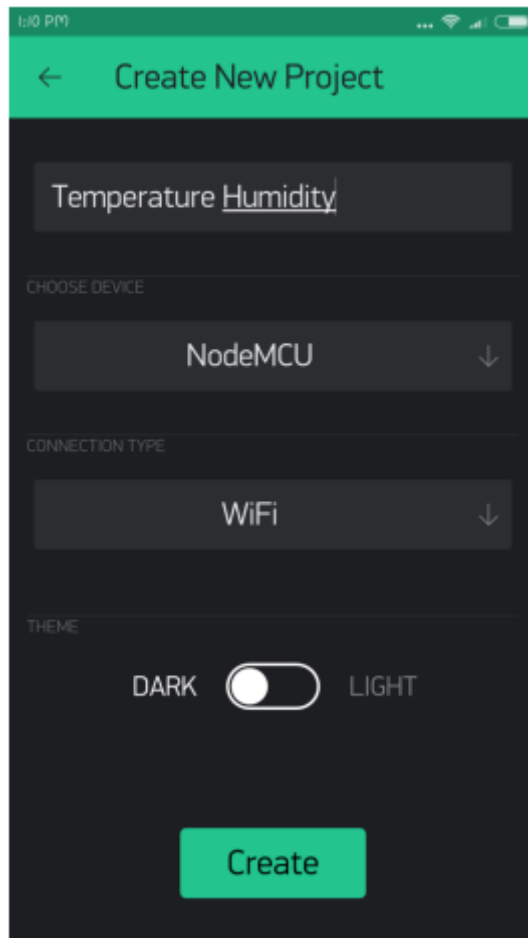 1:10 PM
Create New Project
Temperature Humidity
CHOOSE DEVICE
NodeMCU
CONNECTION TYPE
WiFi
THEME
DARK LIGHT
Create